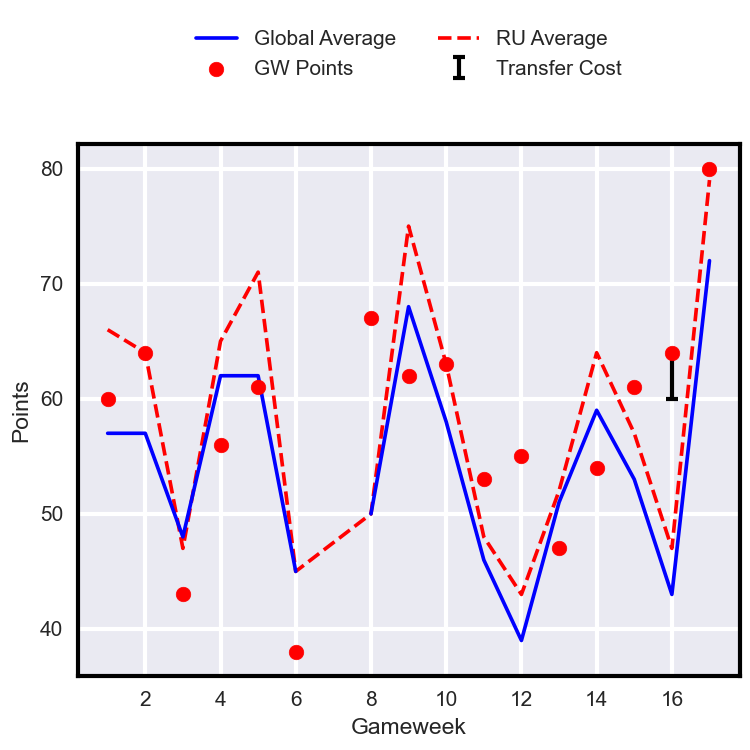 Global Average RU Average
GW Points Transfer Cost
80
70
60
50
40
Points
2 4 6 8 10 12 14 16
Gameweek